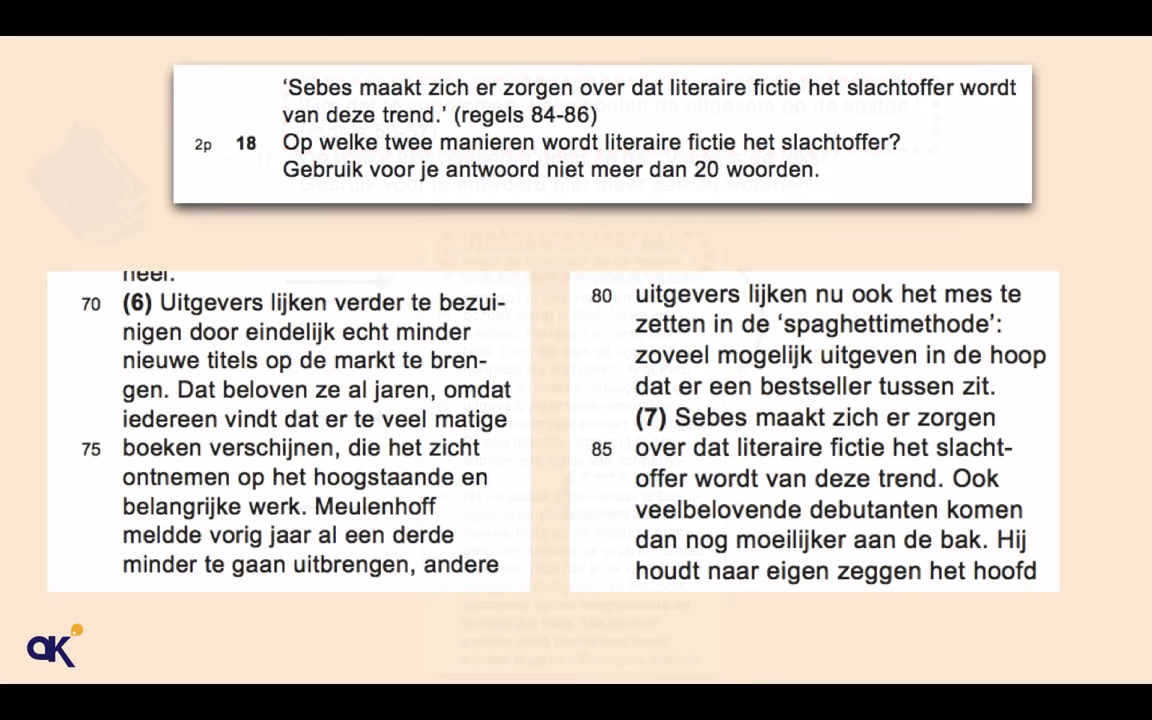 ‘Sebes maakt zich er zorgen over dat literaire fictie het slachtoffer wordt
van deze trend.’ (regels 84-86)
2p 18 Op welke twee manieren wordt literaire fictie het slachtoffer?
Gebruik voor je antwoord niet meer dan 20 woorden.
neel.
70 (6) Uitgevers lijken verder te bezui-
nigen door eindelijk echt minder
nieuwe titels op de markt te bren-
gen. Dat beloven ze al jaren, omdat
iedereen vindt dat er te veel matige
75 boeken verschijnen, die het zicht
ontnemen op het hoogstaande en
belangrijke werk. Meulenhoff
meldde vorig jaar al een derde
minder te gaan uitbrengen, andere
80 uitgevers lijken nu ook het mes te
zetten in de ‘spaghettimethode’:
zoveel mogelijk uitgeven in de hoop
dat er een bestseller tussen zit.
(7) Sebes maakt zich er zorgen
85 over dat literaire fictie het slacht-
offer wordt van deze trend. Ook
veelbelovende debutanten komen
dan nog moeilijker aan de bak. Hij
houdt naar eigen zeggen het hoofd
aK